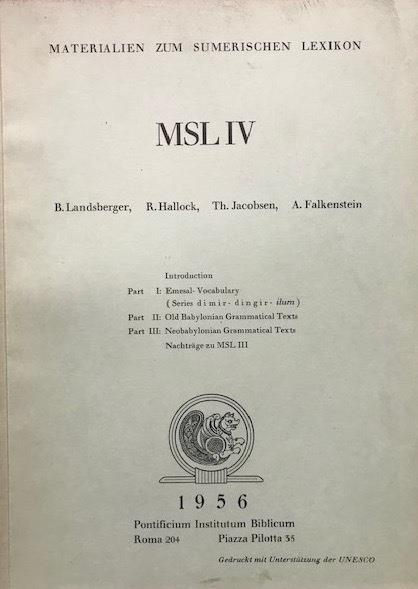 MATERIALIEN ZUM SUMERISCHEN LEXIKON
MSL IV
B. Landsberger, R. Hallock, Th. Jacobsen, A. Falkenstein
Introduction
Part I: Emesal-Vocabulary
(Series dimir-dingir-ilum)
Part II: Old Babylonian Grammatical Texts
Part III: Neobabylonian Grammatical Texts
Nachträge zu MSL III
1956
Pontificium Institutum Biblicum
Roma 204 Piazza Pilotta 35
Gedruckt mit Unterstützung der UNESCO